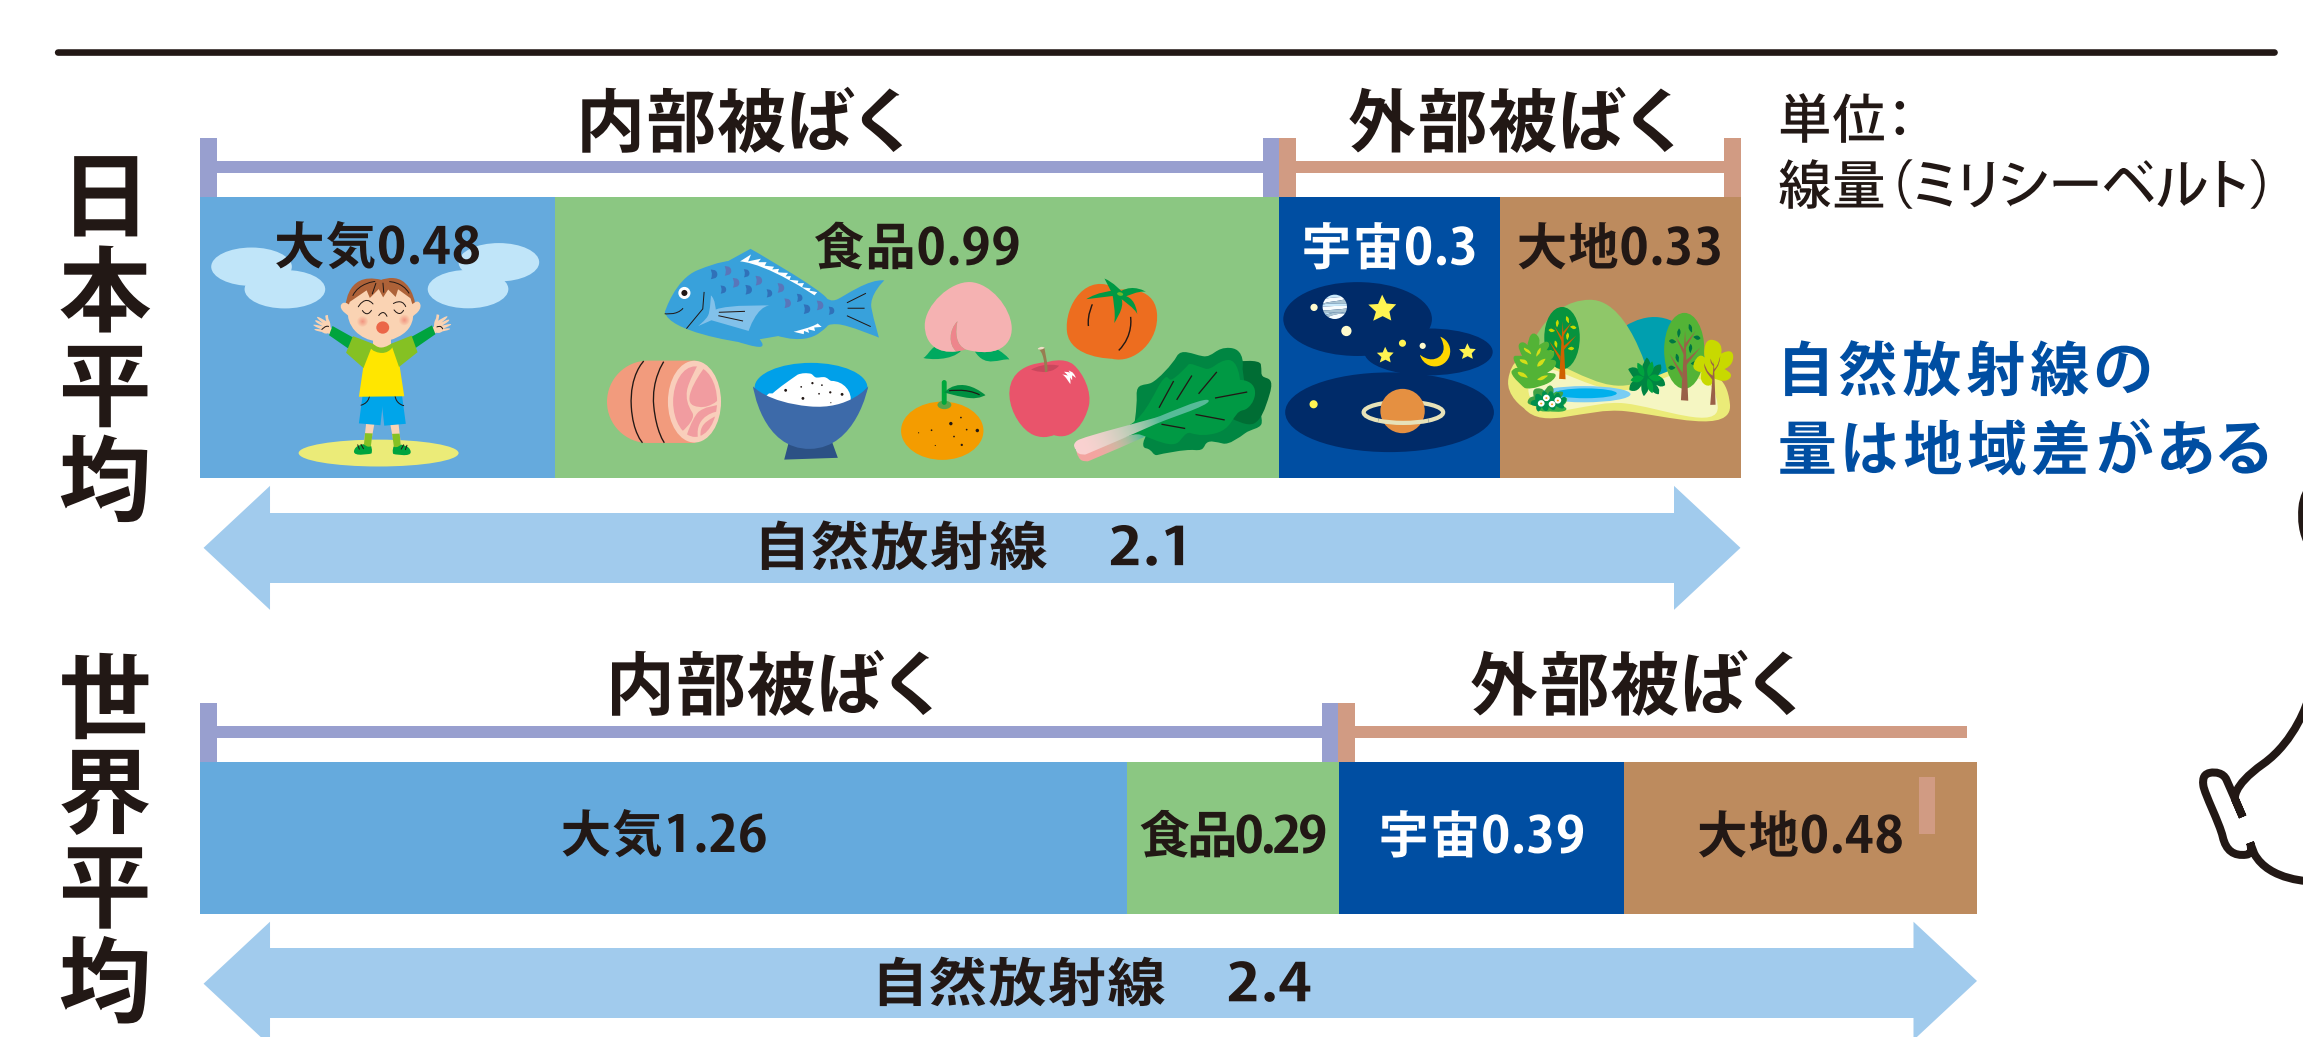 内部被ばく
外部被ばく
単位：
線量（ミリシーベルト）
日本平均
大気0.48
食品0.99
宇宙0.3
大地0.33
自然放射線の
量は地域差がある
自然放射線　2.1
世界平均
内部被ばく
外部被ばく
大気1.26
食品0.29
宇宙0.39
大地0.48
自然放射線　2.4